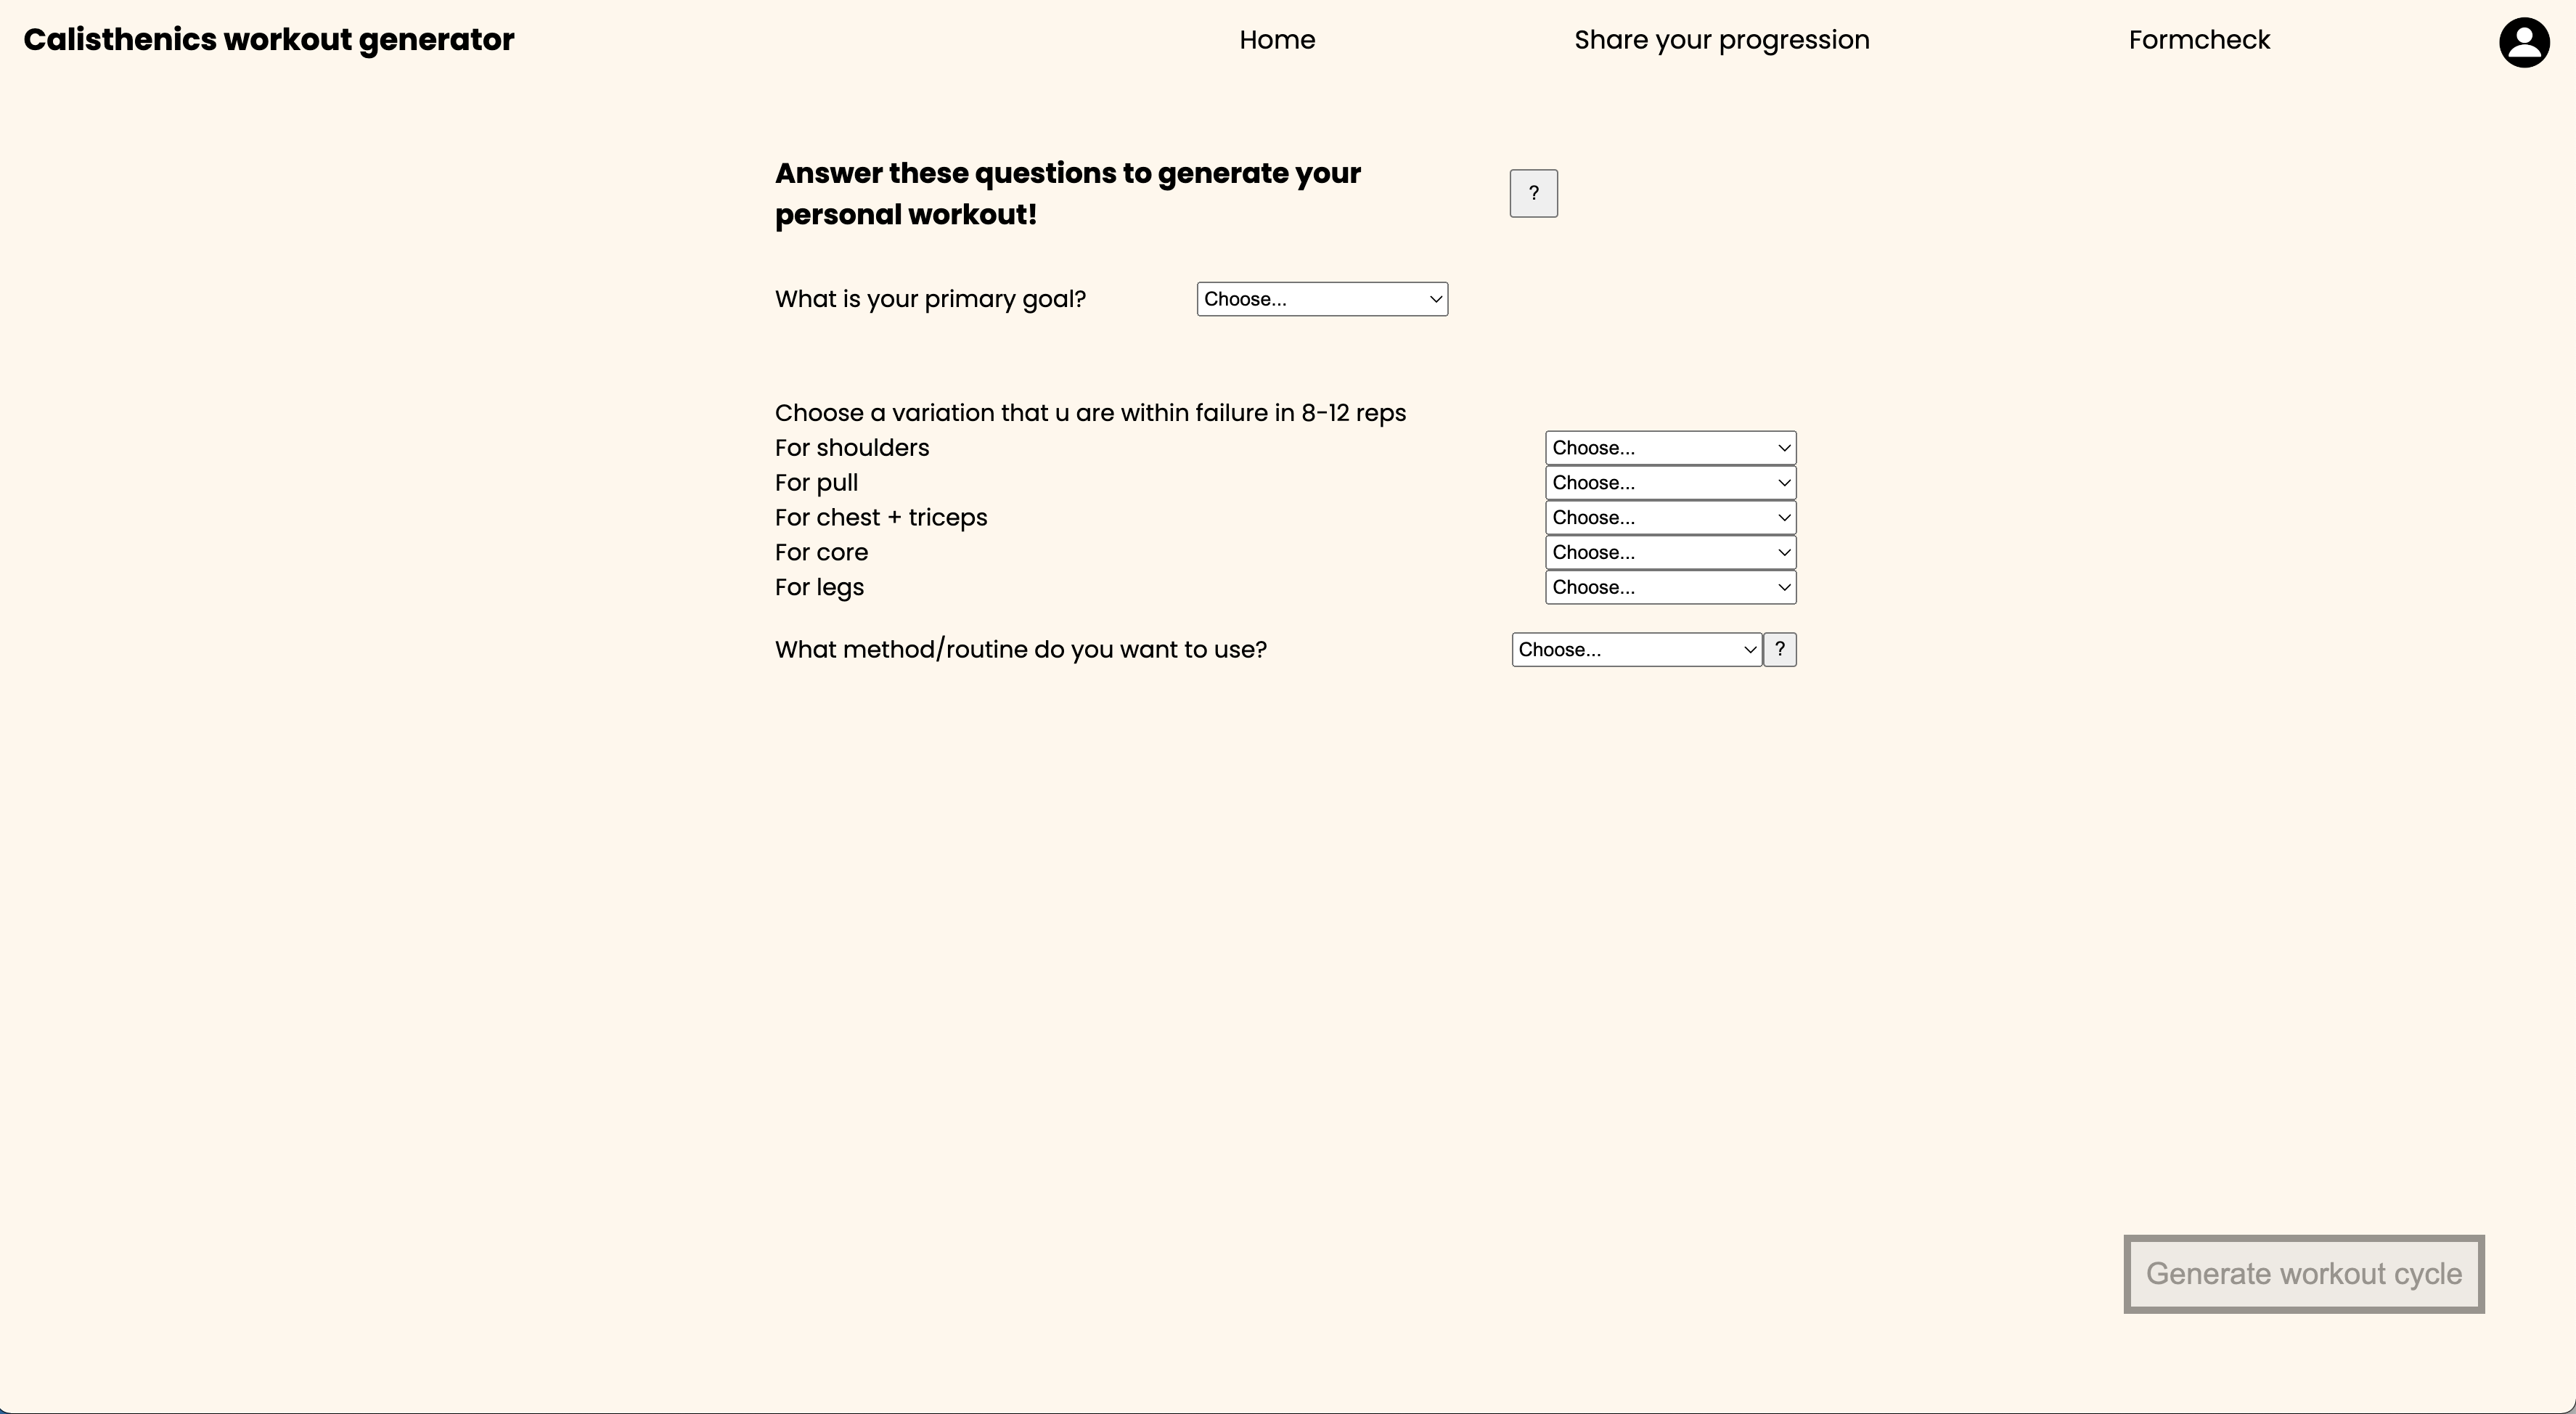 Calisthenics workout generator
Home
Share your progression
Formcheck
Answer these questions to generate your
personal workout!
?
What is your primary goal?
Choose...
Choose a variation that u are within failure in 8-12 reps
For shoulders
Choose...
For pull
Choose...
For chest + triceps
Choose...
For core
Choose...
For legs
Choose...
What method/routine do you want to use?
Choose...
?
Generate workout cycle